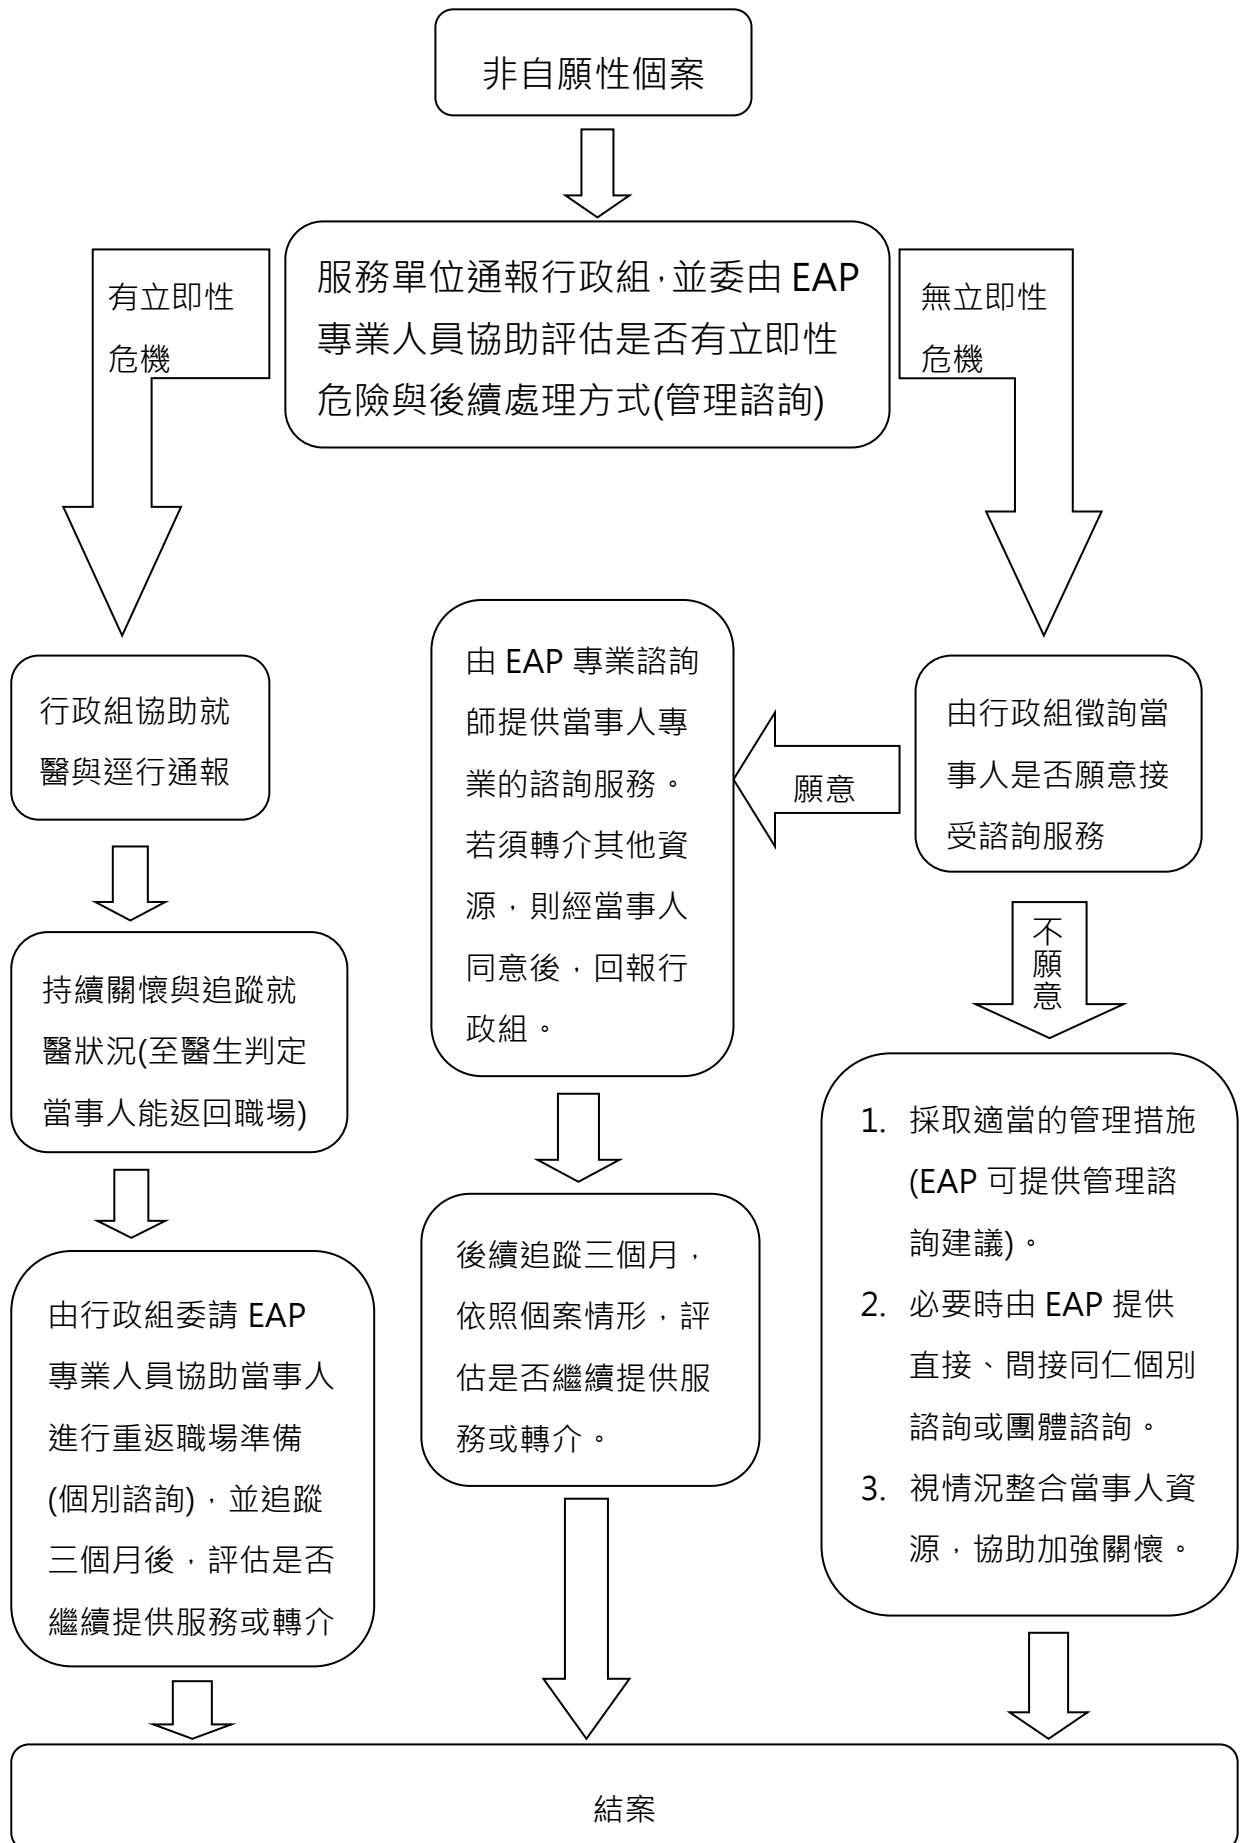 非自願性個案
服務單位通報行政組，並委由 EAP
專業人員協助評估是否有立即性
危險與後續處理方式(管理諮詢)
有立即性
危機
無立即性
危機
行政組協助就
醫與逕行通報
持續關懷與追蹤就
醫狀況(至醫生判定
當事人能返回職場)
由行政組委請 EAP
專業人員協助當事人
進行重返職場準備
(個別諮詢)，並追蹤
三個月後，評估是否
繼續提供服務或轉介
由 EAP 專業諮詢
師提供當事人專
業的諮詢服務。
若須轉介其他資
源，則經當事人
同意後，回報行
政組。
後續追蹤三個月，
依照個案情形，評
估是否繼續提供服
務或轉介。
願意
由行政組徵詢當
事人是否願意接
受諮詢服務
不願意
1. 採取適當的管理措施
(EAP 可提供管理諮
詢建議)。
2. 必要時由 EAP 提供
直接、間接同仁個別
諮詢或團體諮詢。
3. 視情況整合當事人資
源，協助加強關懷。
結案